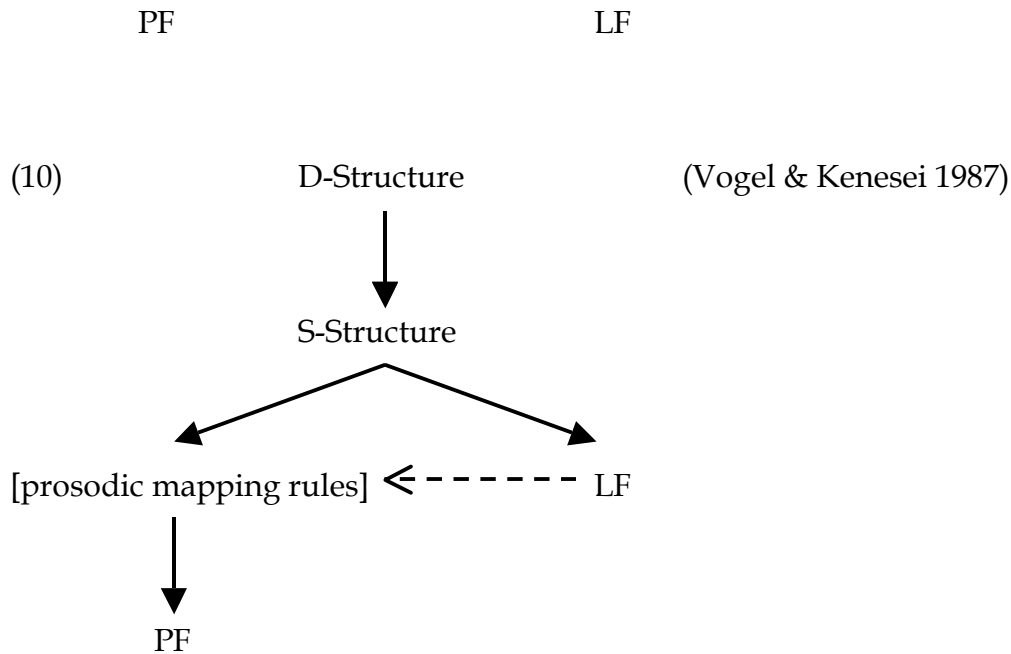 PF LF
(10) D-Structure (Vogel & Kenesei 1987)
S-Structure
[prosodic mapping rules] LF
PF